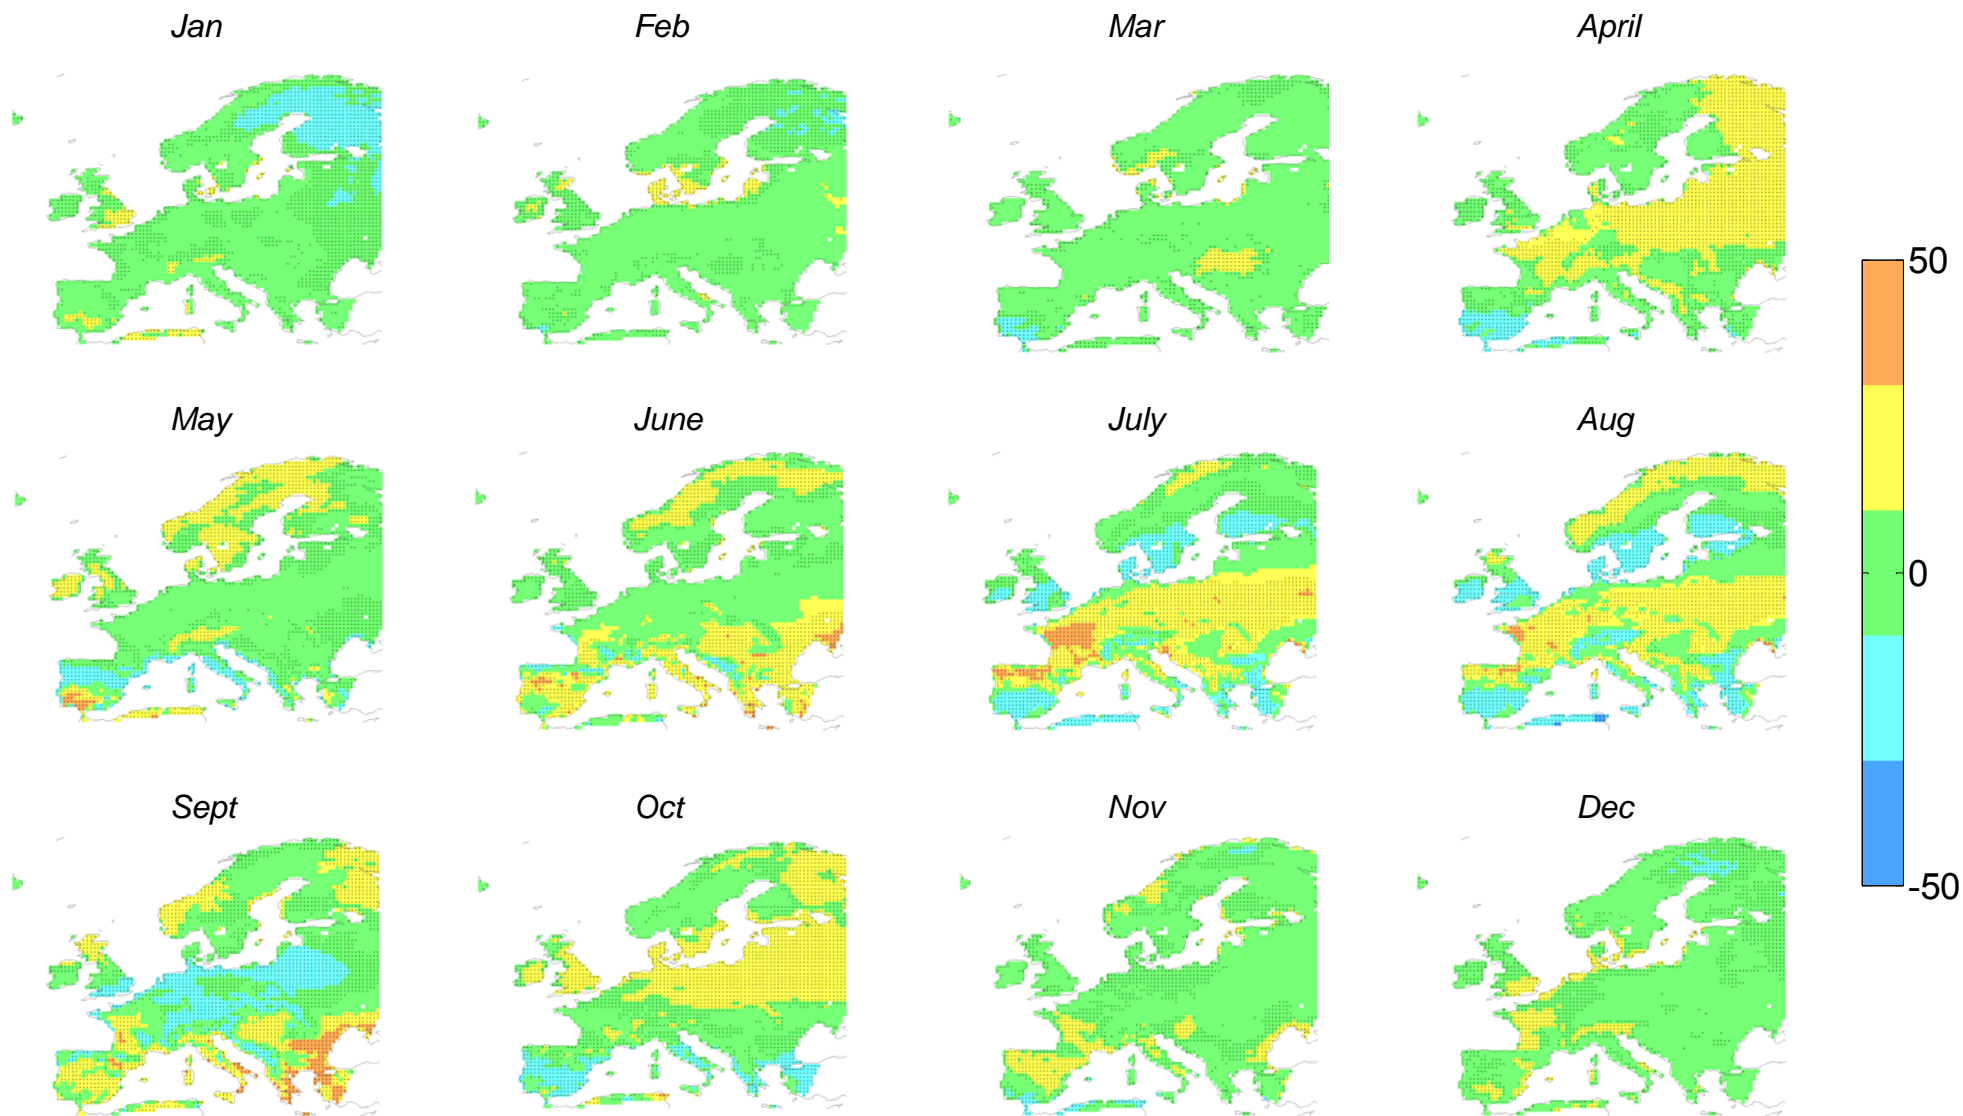 Jan Feb Mar April
50
May June July Aug
0
Sept Oct Nov Dec
-50